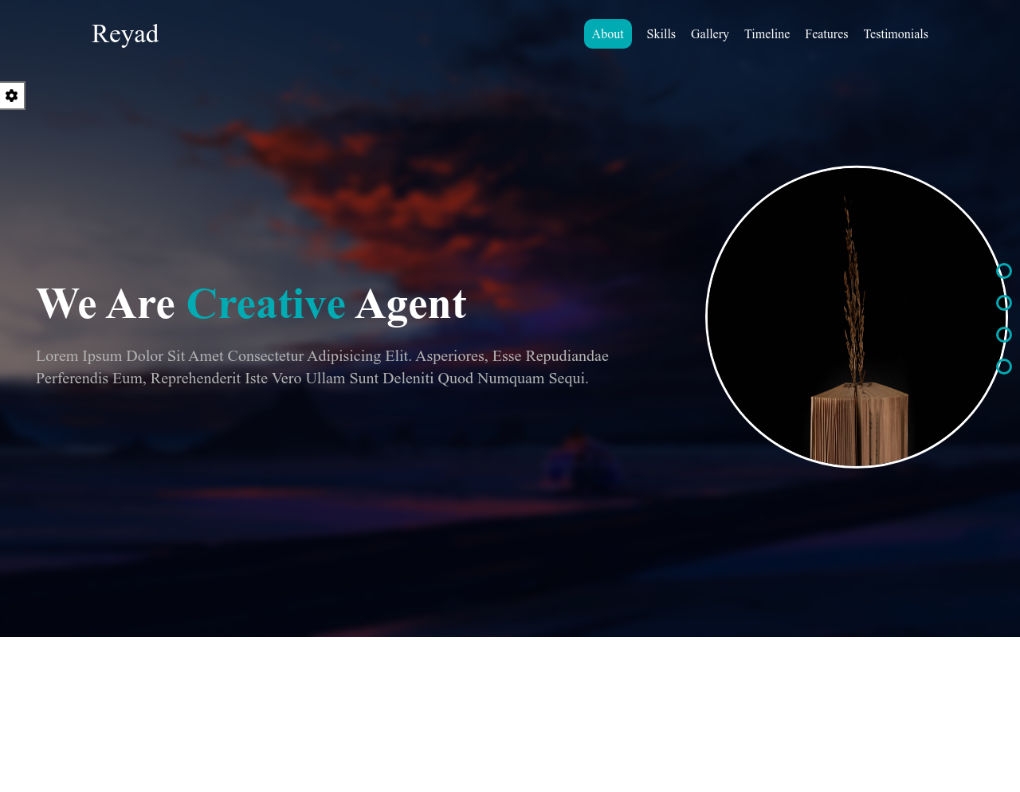 Reyad
About Skills Gallery Timeline Features Testimonials
We Are Creative Agent
Lorem Ipsum Dolor Sit Amet Consectetur Adipisicing Elit. Asperiores, Esse Repudiandae
Perferendis Eum, Reprehenderit Iste Vero Ullam Sunt Deleniti Quod Numquam Sequi.